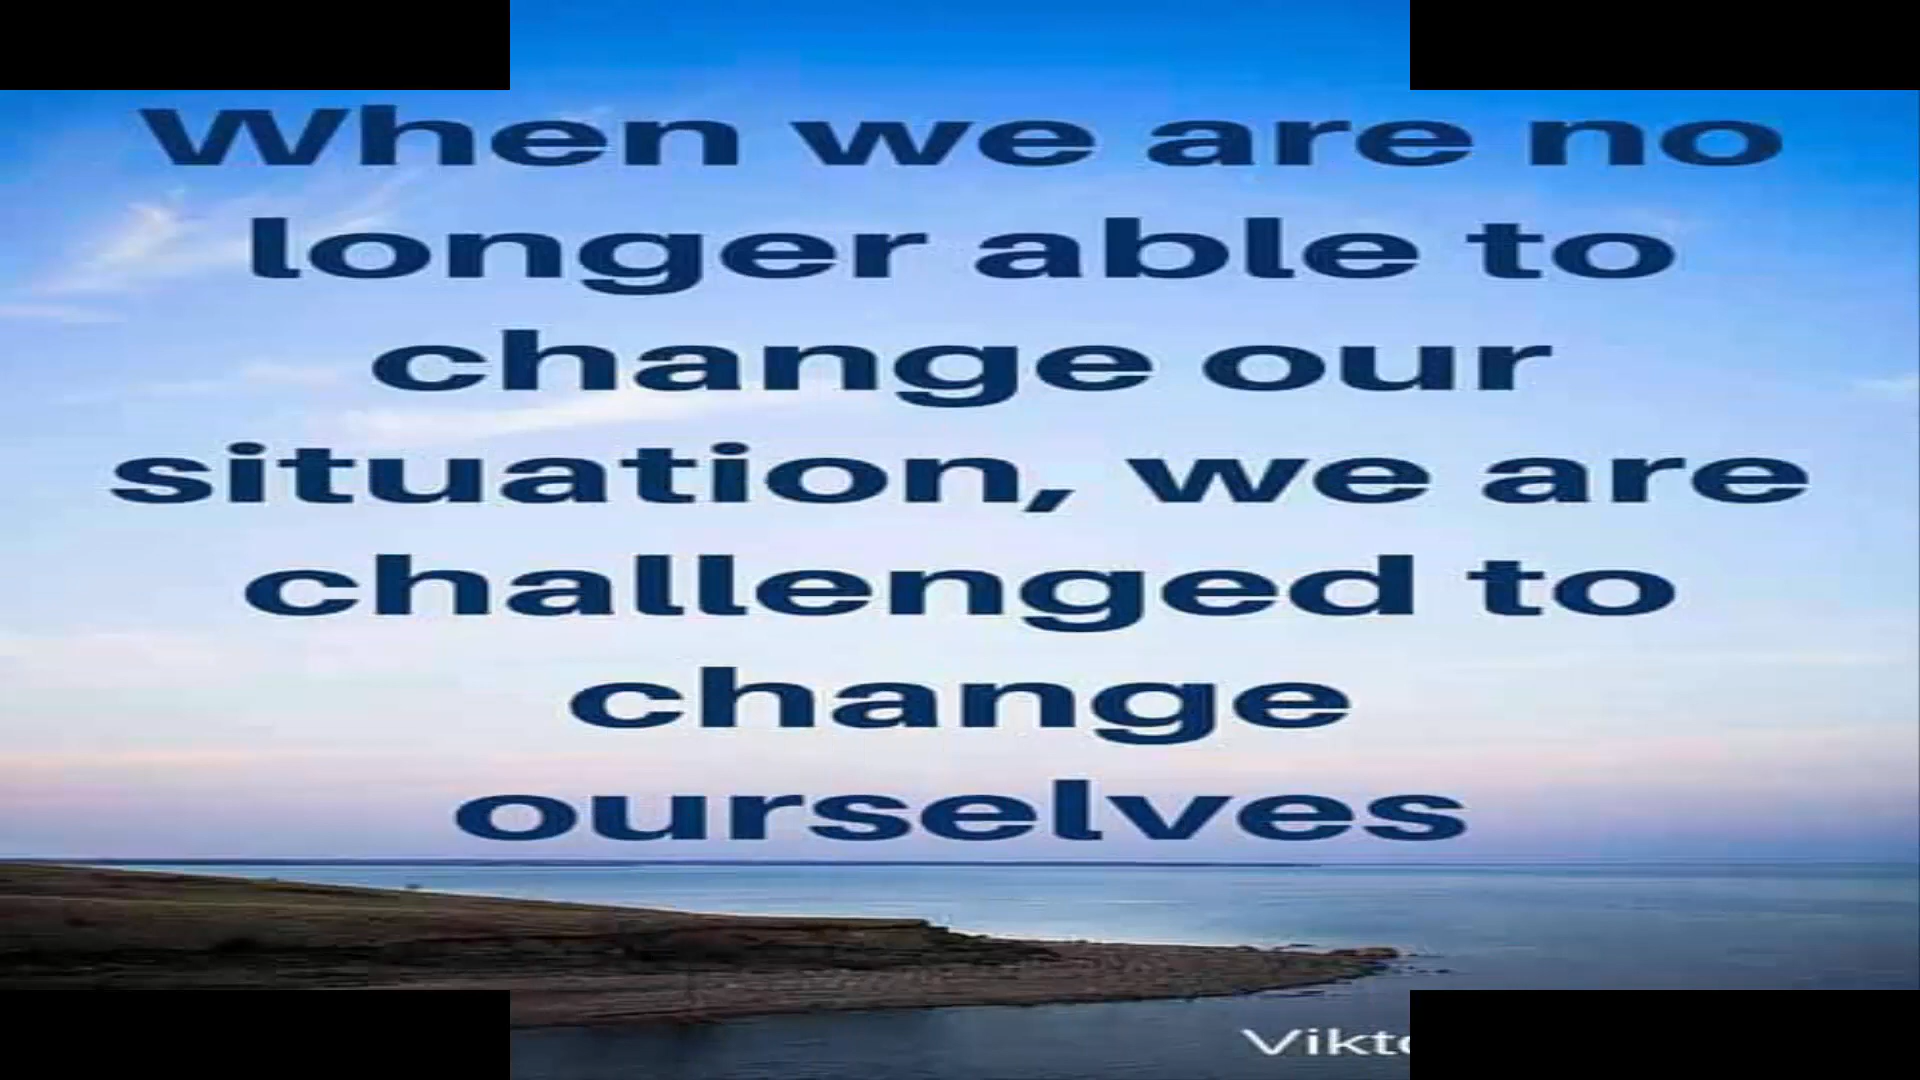 When we are no
longer able to
change our
situation, we are
challenged to
change
ourselves